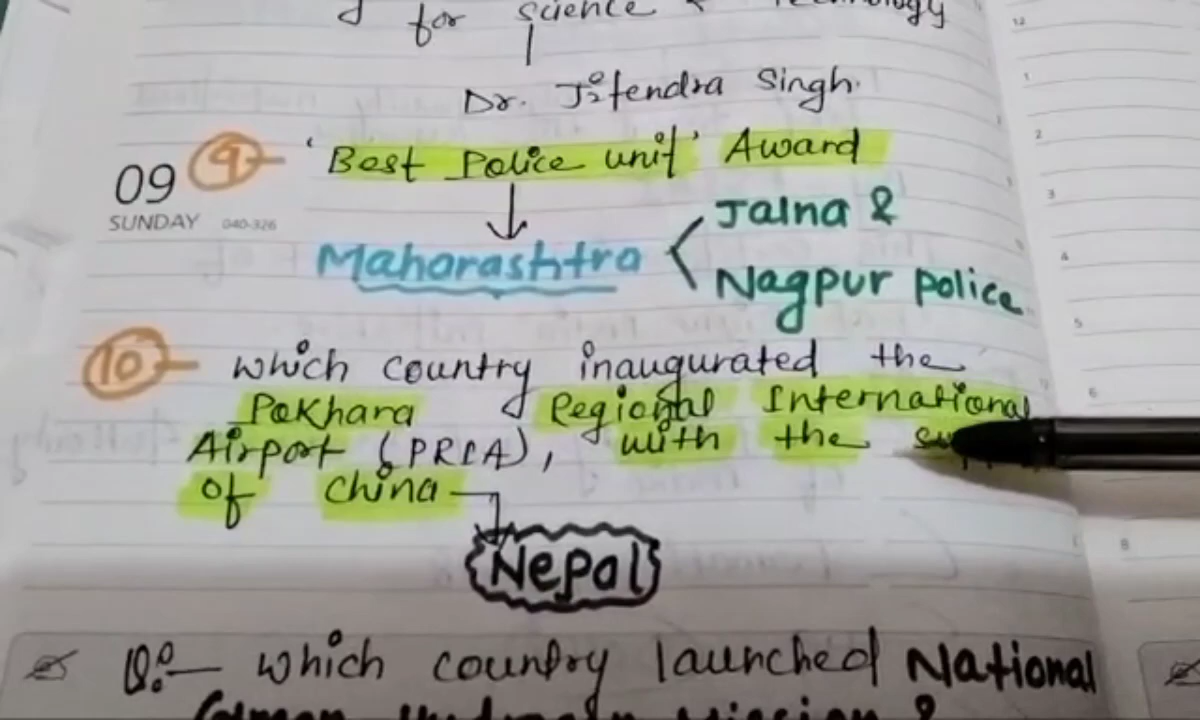 for science
Dr. Jitendra Singh.
09 9- 'Best Police unit' Award
SUNDAY 040-326
Maharashtra Jalna &
Nagpur police
10- which country inaugurated the
Pokhara Regional International
Airport (PRIA), with the
of China
Nepal
Q:- which country launched National